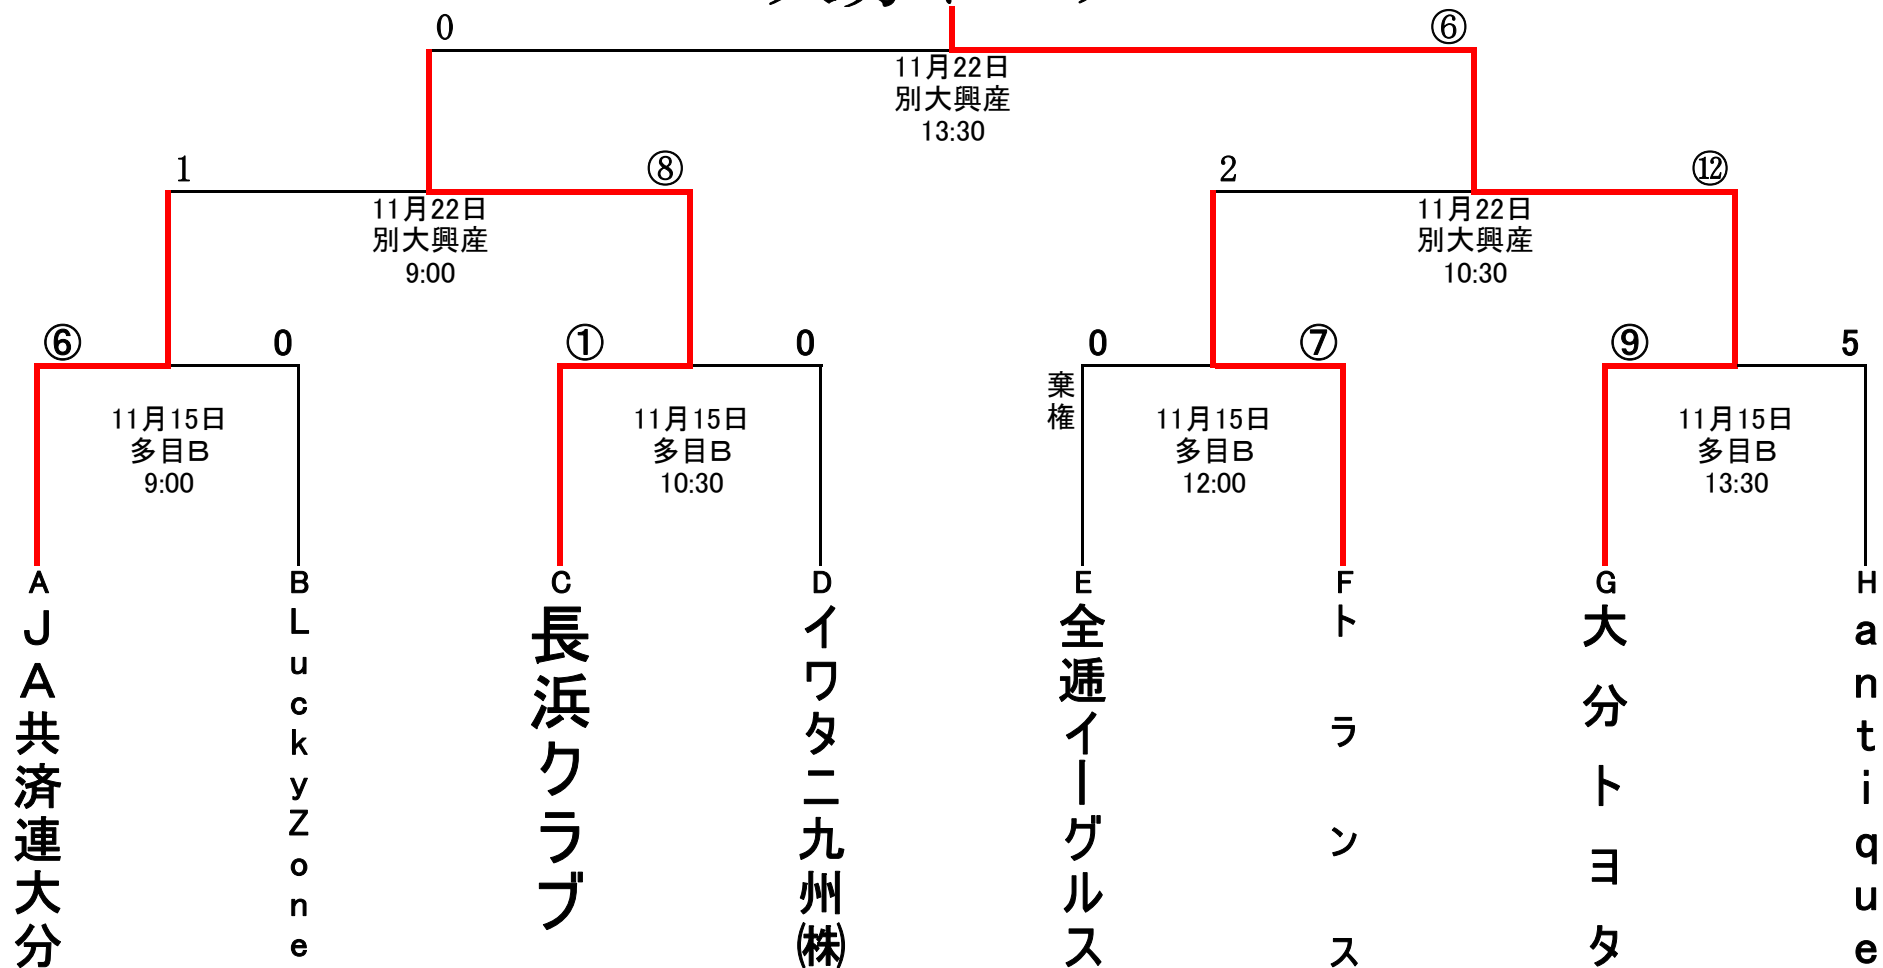 0 ⑥
11月22日
別大興産
13:30
1 ⑧ 2 ⑫
11月22日
別大興産
9:00
11月22日
別大興産
10:30
⑥ 0 ① 0 0 ⑦ ⑨ 5
棄権
11月15日
多目B
9:00
11月15日
多目B
10:30
11月15日
多目B
12:00
11月15日
多目B
13:30
A
JA共済連大分
B
LuckyZone
C
長浜クラブ
D
イワタニ九州㈱
E
全逓イーグルス
F
トランス
G
大分トヨタ
H
antique